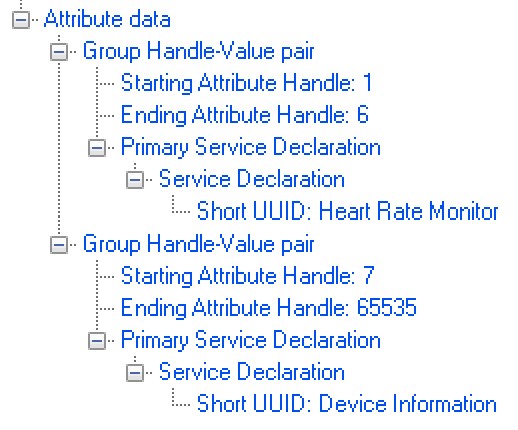 Attribute data
Group Handle-Value pair
Starting Attribute Handle: 1
Ending Attribute Handle: 6
Primary Service Declaration
Service Declaration
Short UUID: Heart Rate Monitor
Group Handle-Value pair
Starting Attribute Handle: 7
Ending Attribute Handle: 65535
Primary Service Declaration
Service Declaration
Short UUID: Device Information